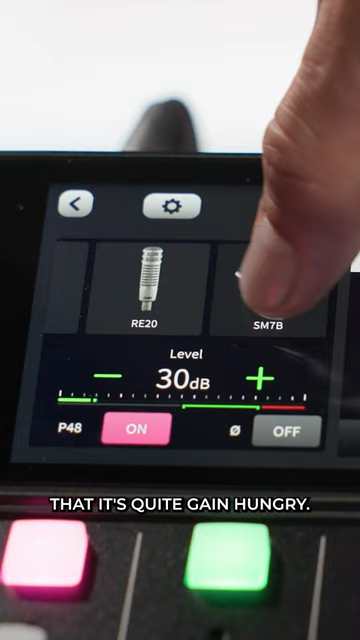 RE20
SM7B
Level
30dB
P48
ON
Ø
OFF
THAT IT'S QUITE GAIN HUNGRY.